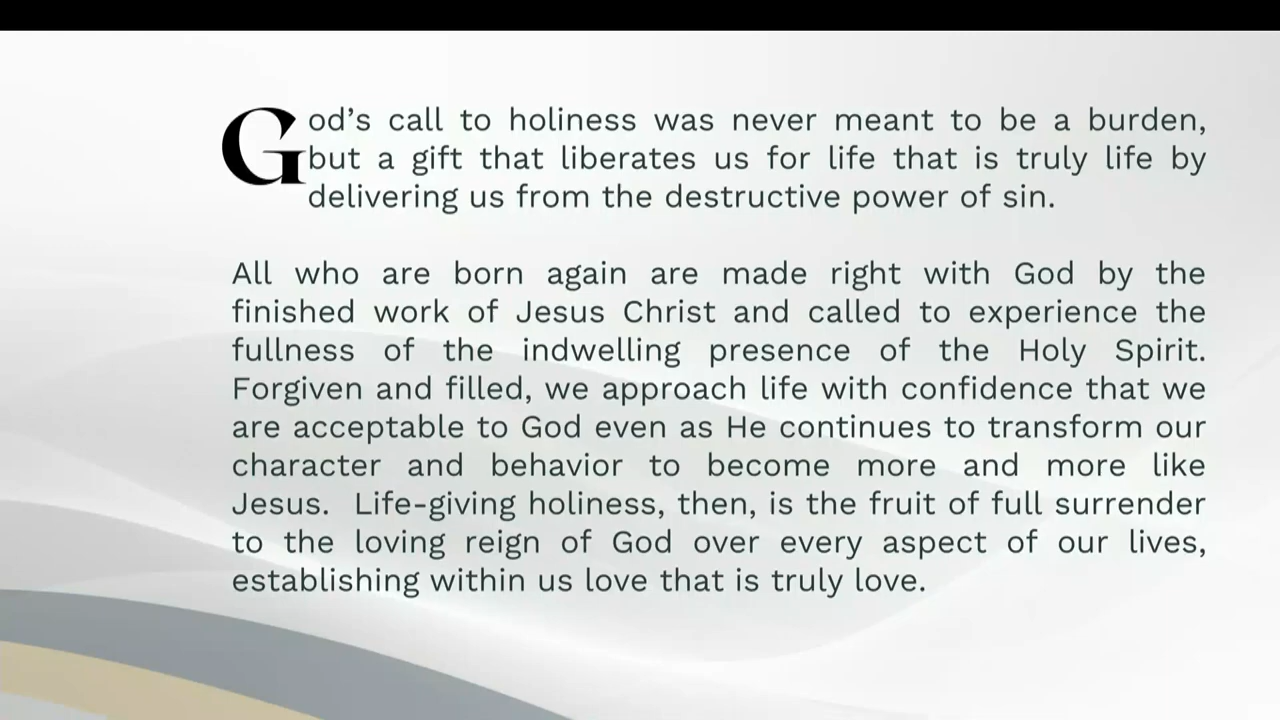 God’s call to holiness was never meant to be a burden,
but a gift that liberates us for life that is truly life by
delivering us from the destructive power of sin.
All who are born again are made right with God by the
finished work of Jesus Christ and called to experience the
fullness of the indwelling presence of the Holy Spirit.
Forgiven and filled, we approach life with confidence that we
are acceptable to God even as He continues to transform our
character and behavior to become more and more like
Jesus.  Life-giving holiness, then, is the fruit of full surrender
to the loving reign of God over every aspect of our lives,
establishing within us love that is truly love.